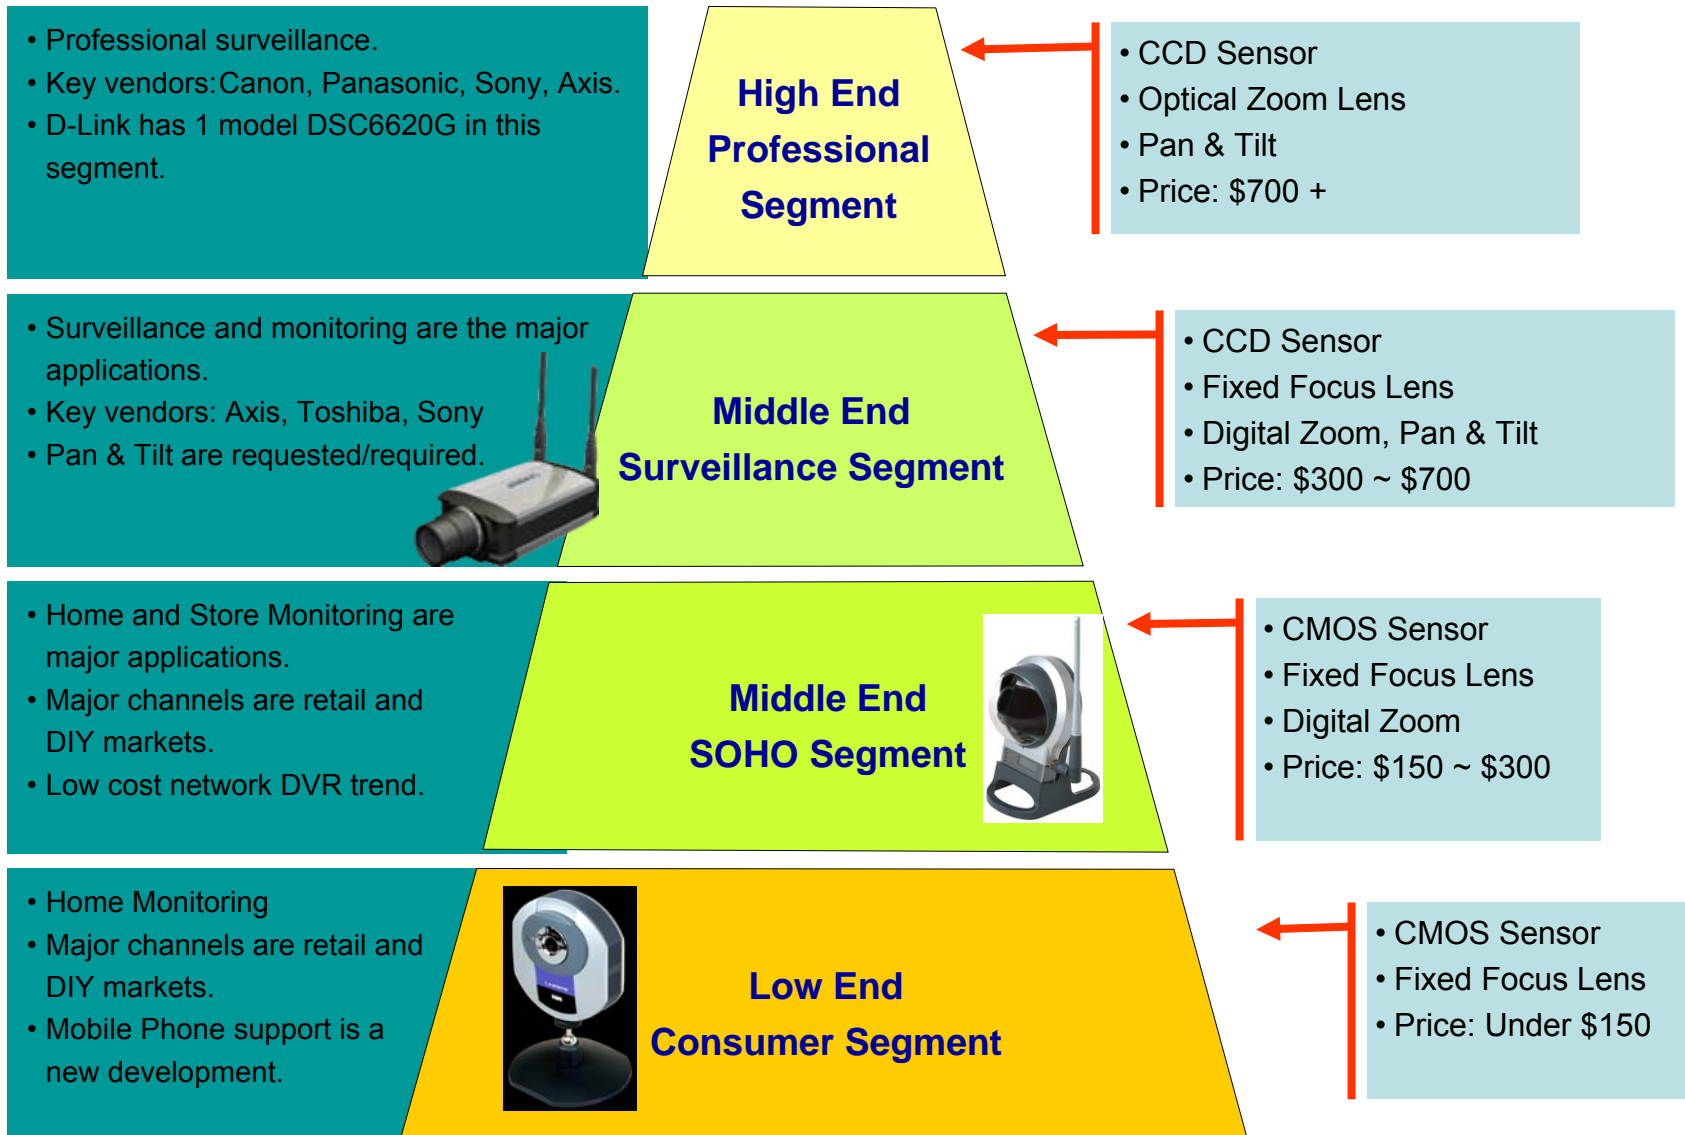 • Professional surveillance.
• Key vendors: Canon, Panasonic, Sony, Axis.
• D-Link has 1 model DSC6620G in this
segment.
High End
Professional
Segment
• CCD Sensor
• Optical Zoom Lens
• Pan & Tilt
• Price: $700 +
• Surveillance and monitoring are the major
applications.
• Key vendors: Axis, Toshiba, Sony
• Pan & Tilt are requested/required.
Middle End
Surveillance Segment
• CCD Sensor
• Fixed Focus Lens
• Digital Zoom, Pan & Tilt
• Price: $300 ~ $700
• Home and Store Monitoring are
major applications.
• Major channels are retail and
DIY markets.
• Low cost network DVR trend.
Middle End
SOHO Segment
• CMOS Sensor
• Fixed Focus Lens
• Digital Zoom
• Price: $150 ~ $300
• Home Monitoring
• Major channels are retail and
DIY markets.
• Mobile Phone support is a
new development.
Low End
Consumer Segment
• CMOS Sensor
• Fixed Focus Lens
• Price: Under $150